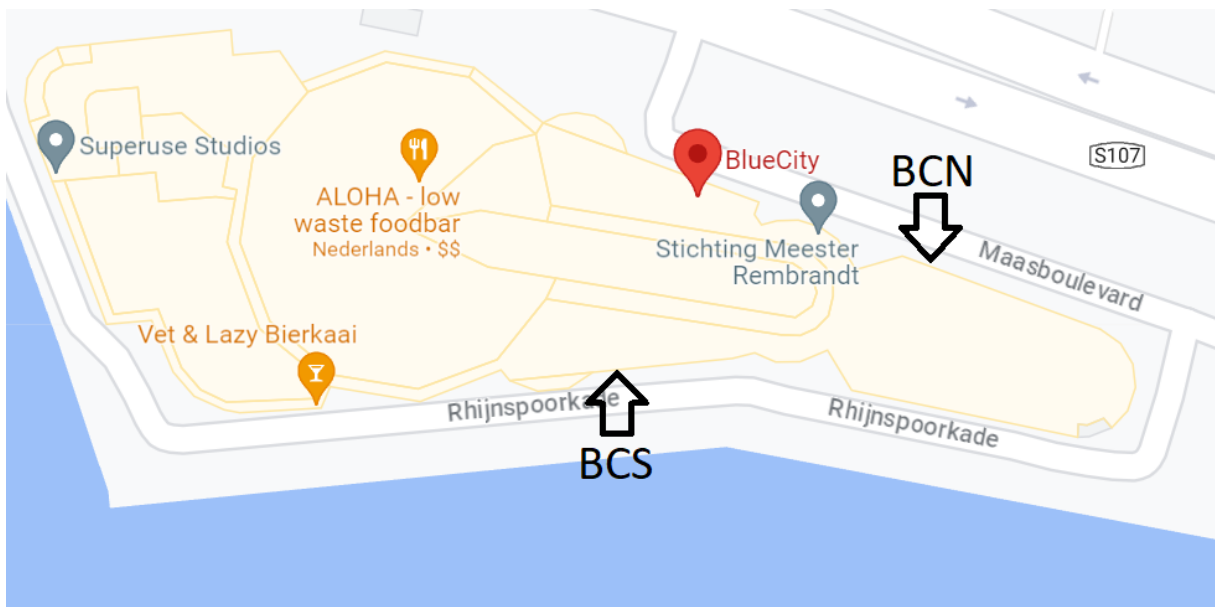 S107
BCN
Superuse Studios
BlueCity
ALOHA - low
waste foodbar
Nederlands • $$
Stichting Meester
Rembrandt
Maasboulevard
Vet & Lazy Bierkaai
Rhijnspoorkade
Rhijnspoorkade
BCS